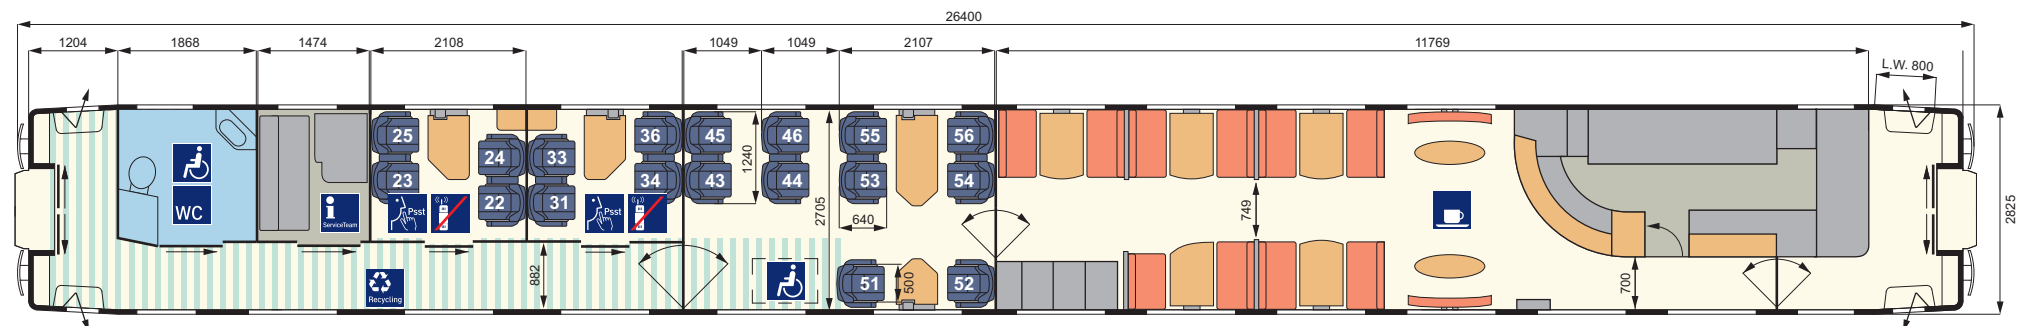 26400
1204 1868 1474 2108 1049 1049 2107 11769 L.W. 800
25 36 45 46 55 56
24 33
23 34 43 44 53 54
22 31
1240
2705
640
749
2825
WC
i
ServiceTeam
Psst
Psst
882
Recycling
51 500 52
700